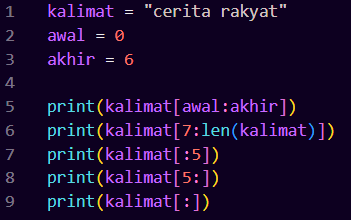 1 kalimat = "cerita rakyat"
2 awal = 0
3 akhir = 6
4
5 print(kalimat[awal:akhir])
6 print(kalimat[7:len(kalimat)])
7 print(kalimat[:5])
8 print(kalimat[5:])
9 print(kalimat[:])